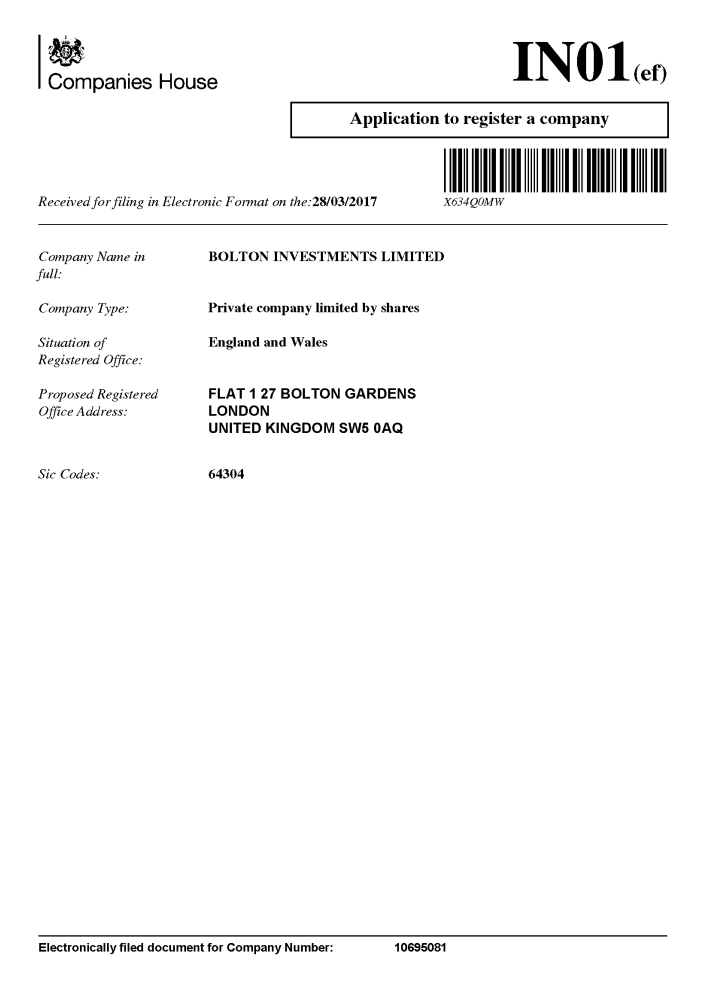 Companies House
IN01(ef)
Application to register a company
X634Q0MW
Received for filing in Electronic Format on the:28/03/2017
Company Name in BOLTON INVESTMENTS LIMITED
full:
Company Type: Private company limited by shares
Situation of England and Wales
Registered Office:
Proposed Registered FLAT 1 27 BOLTON GARDENS
Office Address: LONDON
UNITED KINGDOM SW5 0AQ
Sic Codes: 64304
Electronically filed document for Company Number: 10695081